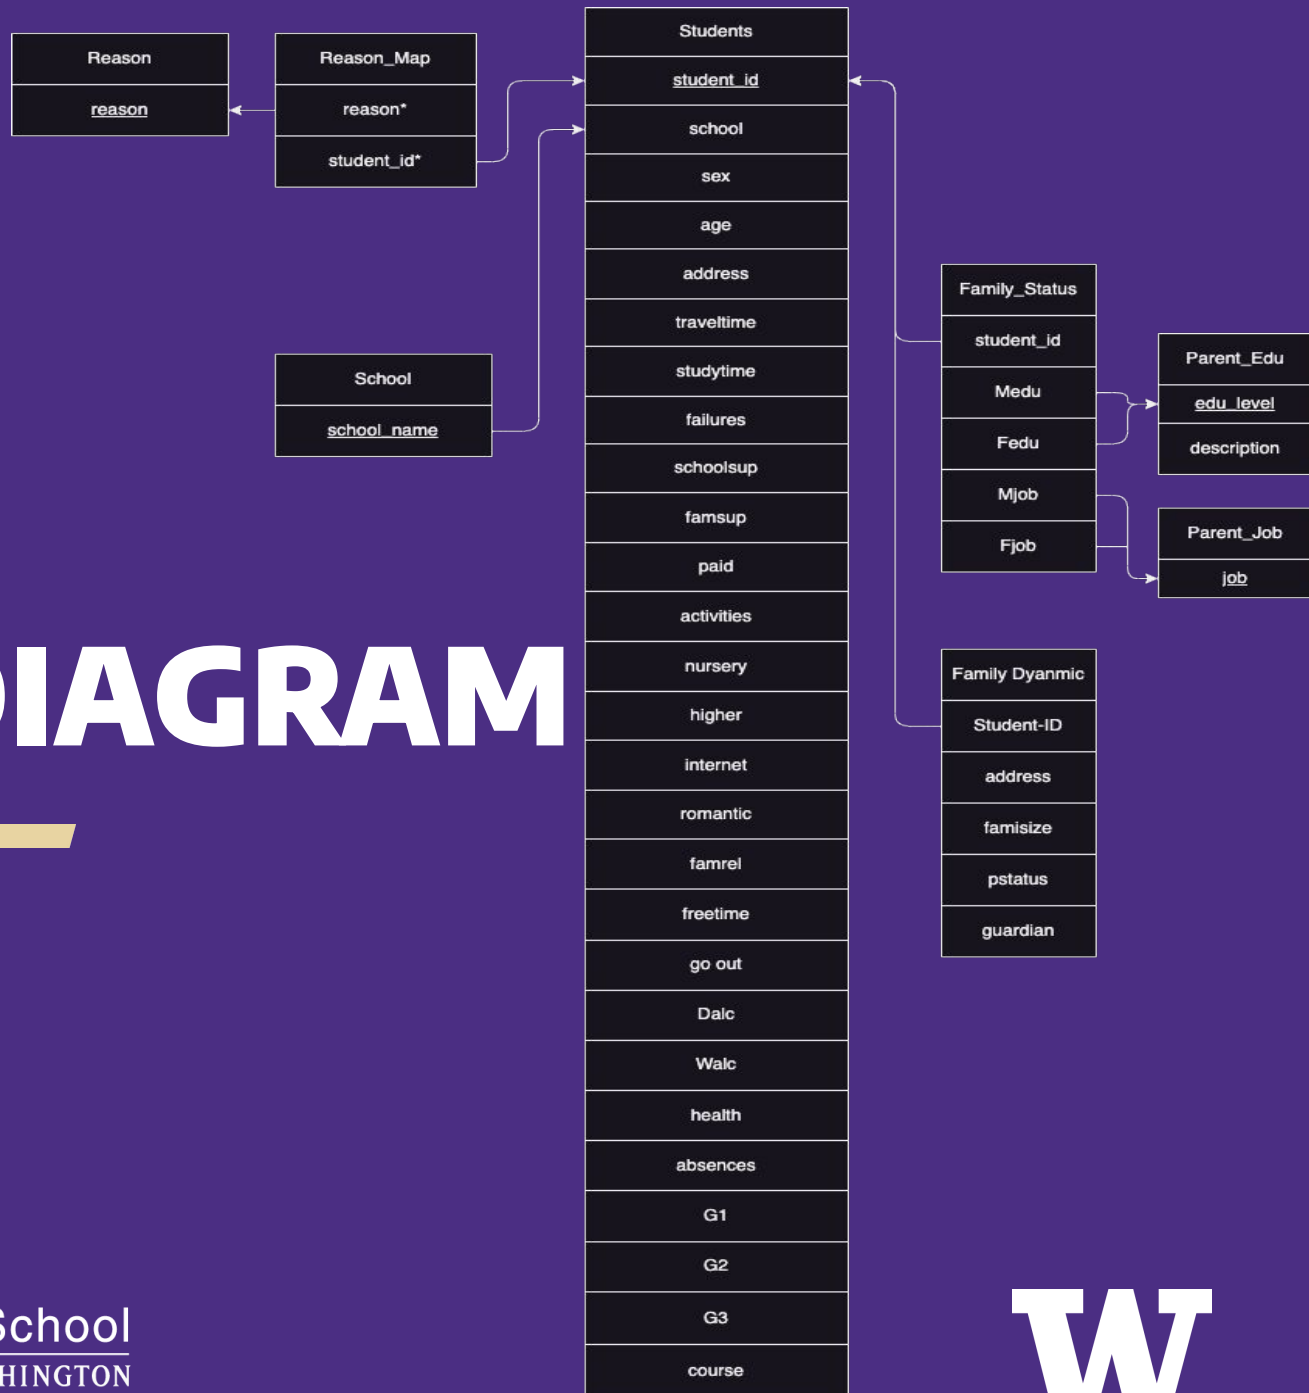 Reason
reason
Reason_Map
reason*
student_id*
School
school_name
Students
student_id
school
sex
age
address
traveltime
studytime
failures
schoolsup
famsup
paid
activities
nursery
higher
internet
romantic
famrel
freetime
go out
Dalc
Walc
health
absences
G1
G2
G3
course
Family_Status
student_id
Medu
Fedu
Mjob
Fjob
Parent_Edu
edu_level
description
Parent_Job
job
Family Dyanmic
Student-ID
address
famisize
pstatus
guardian
DIAGRAM
School
HINGTON
W